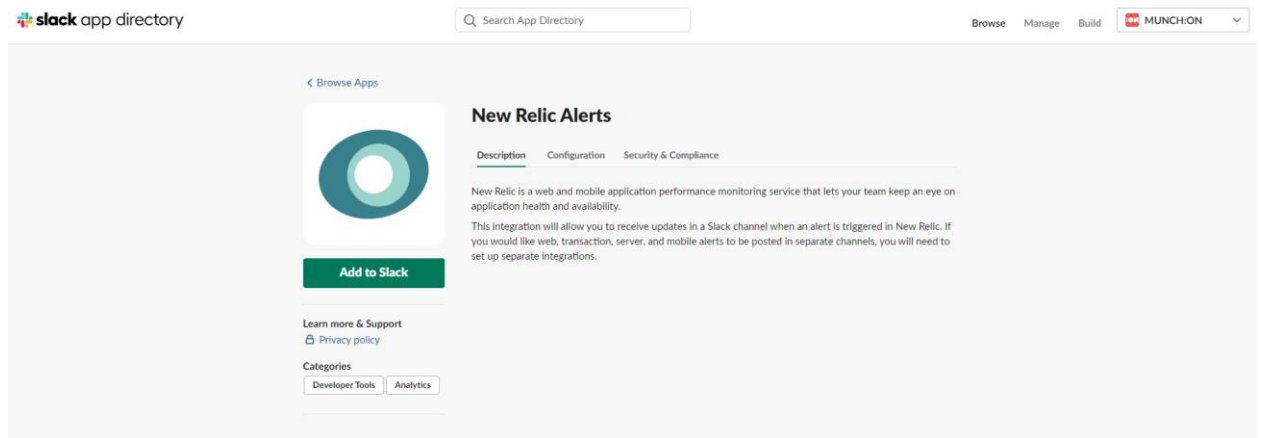 slack app directory
Search App Directory
Browse Manage Build MUNCH:ON
Browse Apps
New Relic Alerts
Description Configuration Security & Compliance
New Relic is a web and mobile application performance monitoring service that lets your team keep an eye on
application health and availability.
This integration will allow you to receive updates in a Slack channel when an alert is triggered in New Relic. If
you would like web, transaction, server, and mobile alerts to be posted in separate channels, you will need to
set up separate integrations.
Add to Slack
Learn more & Support
Privacy policy
Categories
Developer Tools Analytics